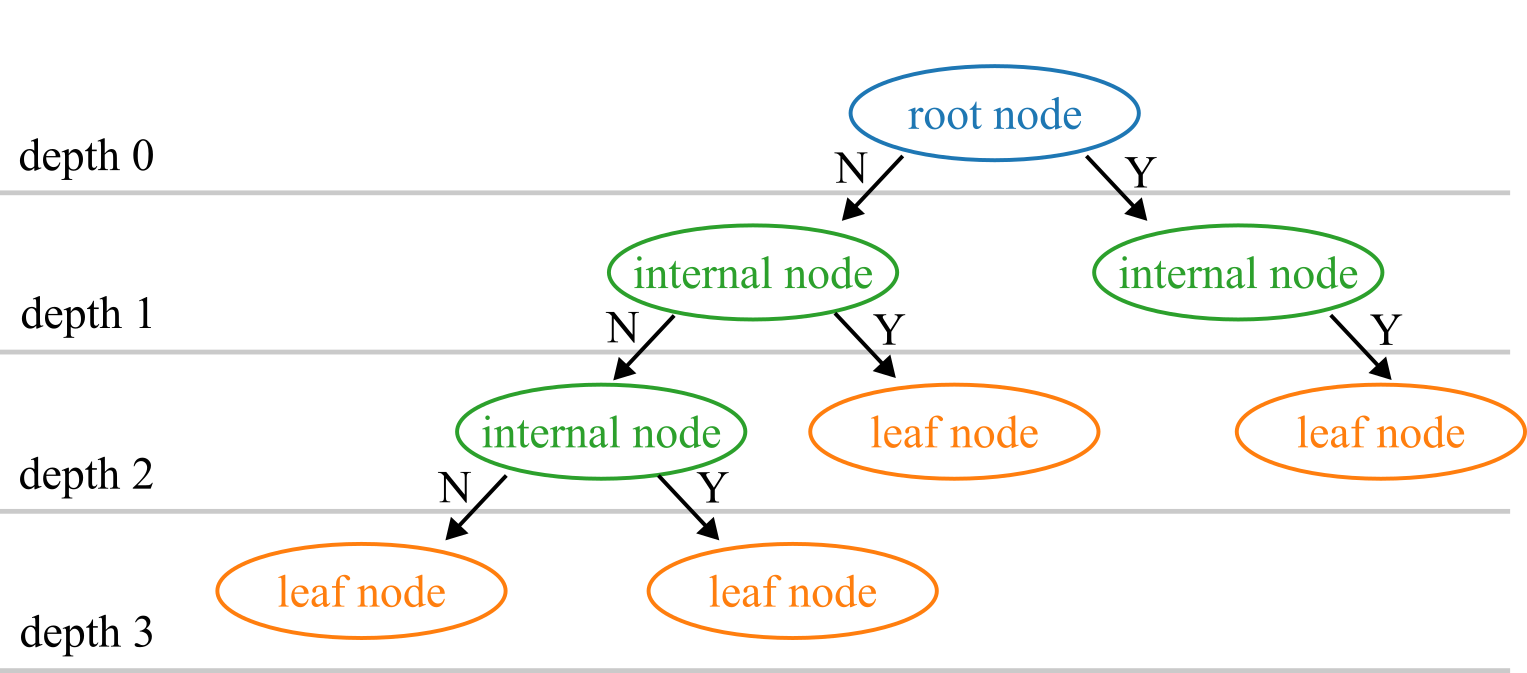 root node
depth 0
N
Y
internal node
internal node
depth 1
N
Y
Y
internal node
leaf node
leaf node
depth 2
N
Y
leaf node
leaf node
depth 3